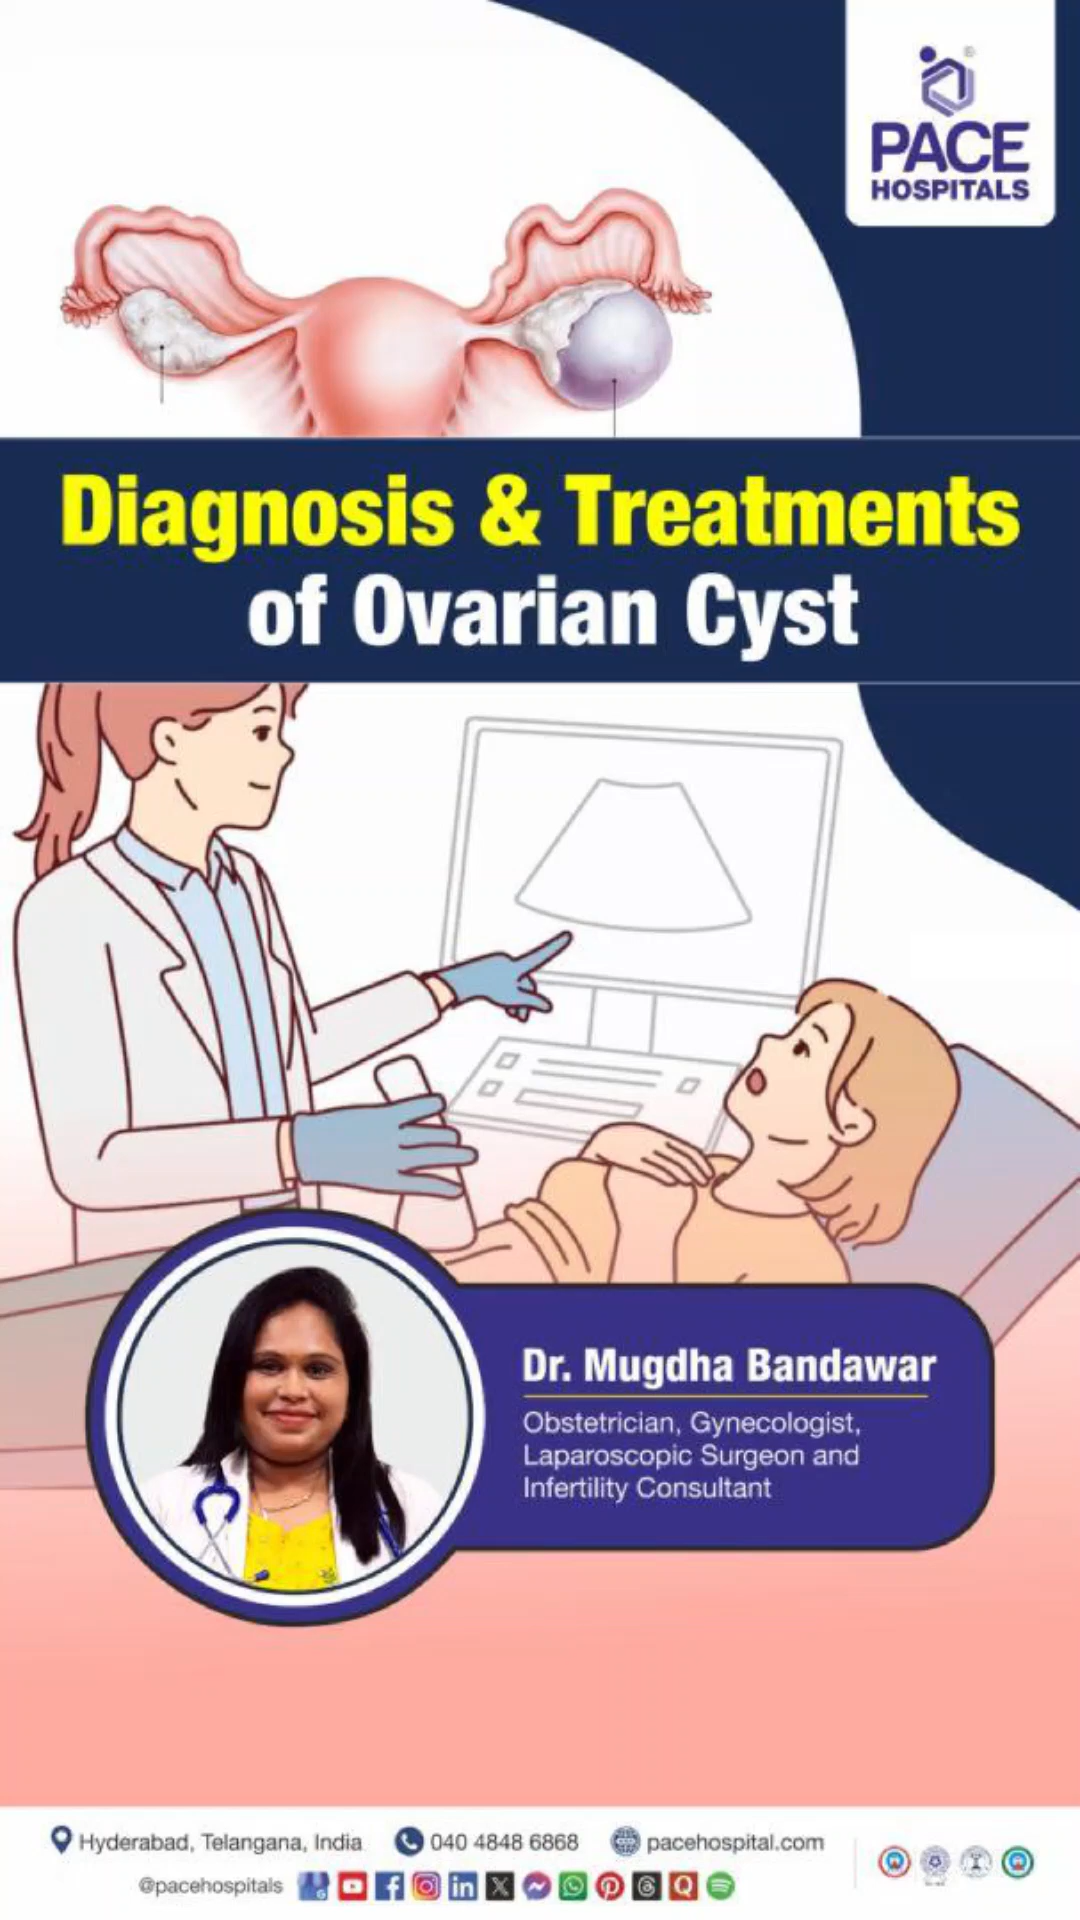 PACE
HOSPITALS
Diagnosis & Treatments
of Ovarian Cyst
Dr. Mugdha Bandawar
Obstetrician, Gynecologist,
Laparoscopic Surgeon and
Infertility Consultant
Hyderabad, Telangana, India 040 4848 6868 pacehospital.com
@pacehospitals